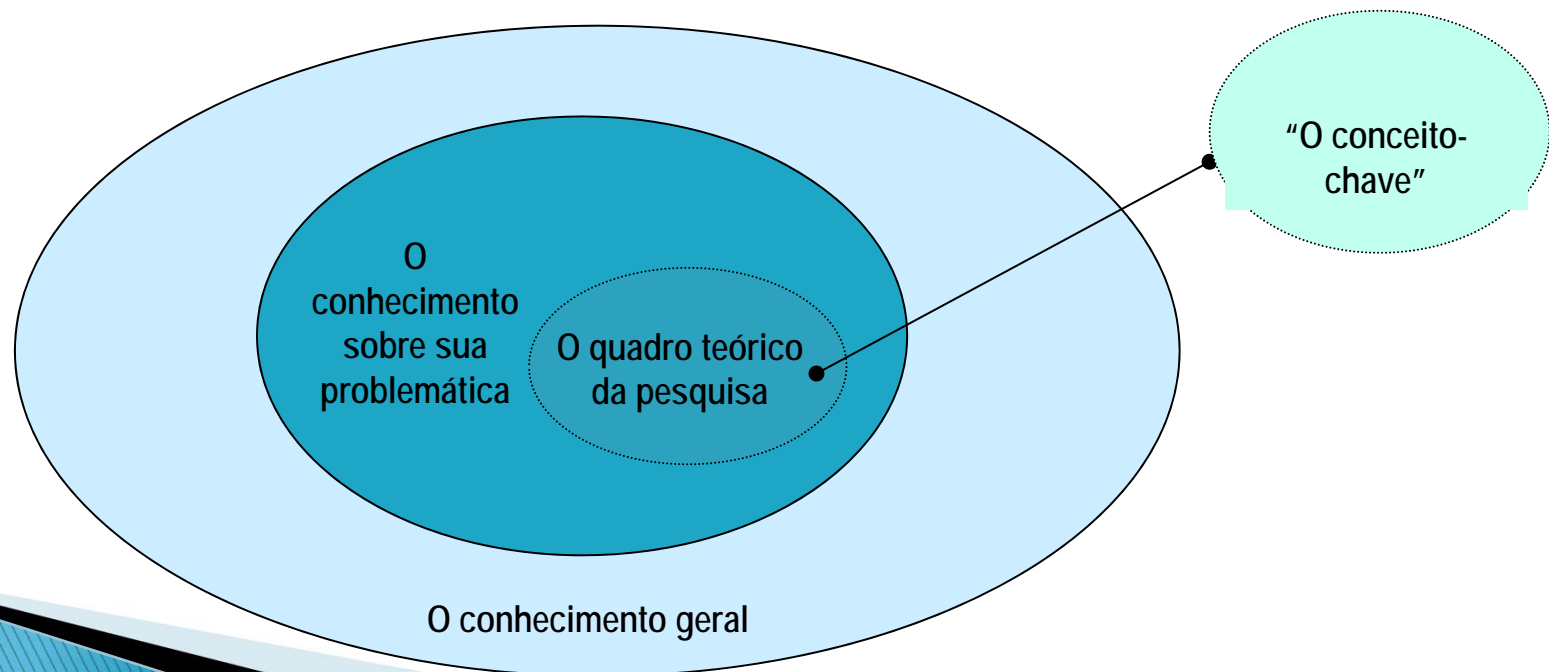 “O conceito-
chave”
O
conhecimento
sobre sua
problemática
O quadro teórico
da pesquisa
O conhecimento geral